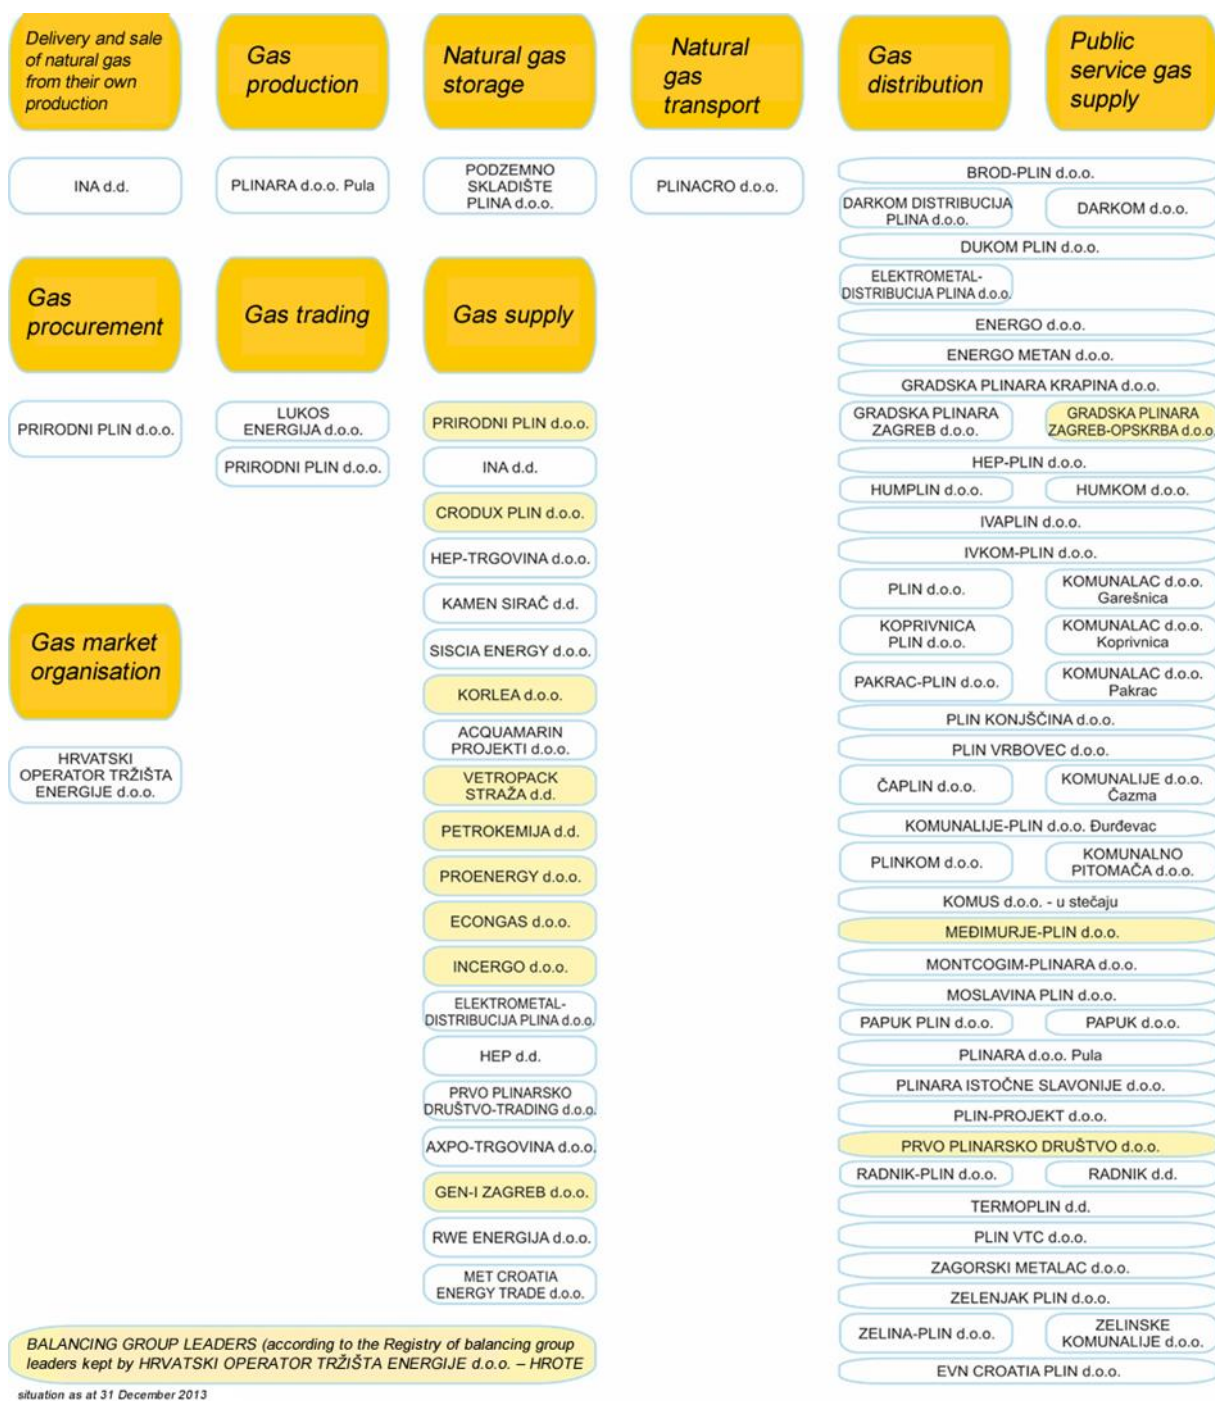 Delivery and sale
of natural gas
from their own
production
Gas
production
Natural gas
storage
Natural
gas
transport
Gas
distribution
Public
service gas
supply
INA d.d.
PLINARA d.o.o. Pula
PODZEMNO
SKLADIŠTE
PLINA d.o.o.
PLINACRO d.o.o.
Gas
procurement
Gas trading
Gas supply
PRIRODNI PLIN d.o.o.
LUKOS
ENERGIJA d.o.o.
PRIRODNI PLIN d.o.o.
PRIRODNI PLIN d.o.o.
INA d.d.
CRODUX PLIN d.o.o.
HEP-TRGOVINA d.o.o.
KAMEN SIRAČ d.d.
SISCIA ENERGY d.o.o.
KORLEA d.o.o.
ACQUAMARIN
PROJEKTI d.o.o.
VETROPACK
STRAŽA d.d.
PETROKEMIJA d.d.
PROENERGY d.o.o.
ECONGAS d.o.o.
INCERGO d.o.o.
ELEKTROMETAL-
DISTRIBUCIJA PLINA d.o.o.
HEP d.d.
PRVO PLINARSKO
DRUŠTVO-TRADING d.o.o.
AXPO-TRGOVINA d.o.o.
GEN-I ZAGREB d.o.o.
RWE ENERGIJA d.o.o.
MET CROATIA
ENERGY TRADE d.o.o.
Gas market
organisation
HRVATSKI
OPERATOR TRŽIŠTA
ENERGIJE d.o.o.
BROD-PLIN d.o.o.
DARKOM DISTRIBUCIJA
PLINA d.o.o.
DARKOM d.o.o.
DUKOM PLIN d.o.o.
ELEKTROMETAL-
DISTRIBUCIJA PLINA d.o.o.
ENERGO d.o.o.
ENERGO METAN d.o.o.
GRADSKA PLINARA KRAPINA d.o.o.
GRADSKA PLINARA
ZAGREB d.o.o.
GRADSKA PLINARA
ZAGREB-OPSKRBA d.o.o.
HEP-PLIN d.o.o.
HUMPLIN d.o.o.
HUMKOM d.o.o.
IVAPLIN d.o.o.
IVKOM-PLIN d.o.o.
PLIN d.o.o.
KOMUNALAC d.o.o.
Garešnica
KOPRIVNICA
PLIN d.o.o.
KOMUNALAC d.o.o.
Koprivnica
PAKRAC-PLIN d.o.o.
KOMUNALAC d.o.o.
Pakrac
PLIN KONJŠČINA d.o.o.
PLIN VRBOVEC d.o.o.
ČAPLIN d.o.o.
KOMUNALIJE d.o.o.
Čazma
KOMUNALIJE-PLIN d.o.o. Đurđevac
PLINKOM d.o.o.
KOMUNALNO
PITOMAČA d.o.o.
KOMUS d.o.o. - u stečaju
MEĐIMURJE-PLIN d.o.o.
MONTCOGIM-PLINARA d.o.o.
MOSLAVINA PLIN d.o.o.
PAPUK PLIN d.o.o.
PAPUK d.o.o.
PLINARA d.o.o. Pula
PLINARA ISTOČNE SLAVONIJE d.o.o.
PLIN-PROJEKT d.o.o.
PRVO PLINARSKO DRUŠTVO d.o.o.
RADNIK-PLIN d.o.o.
RADNIK d.d.
TERMOPLIN d.d.
PLIN VTC d.o.o.
ZAGORSKI METALAC d.o.o.
ZELENJAK PLIN d.o.o.
ZELINA-PLIN d.o.o.
ZELINSKE
KOMUNALIJE d.o.o.
EVN CROATIA PLIN d.o.o.
BALANCING GROUP LEADERS (according to the Registry of balancing group
leaders kept by HRVATSKI OPERATOR TRŽIŠTA ENERGIJE d.o.o. – HROTE
situation as at 31 December 2013